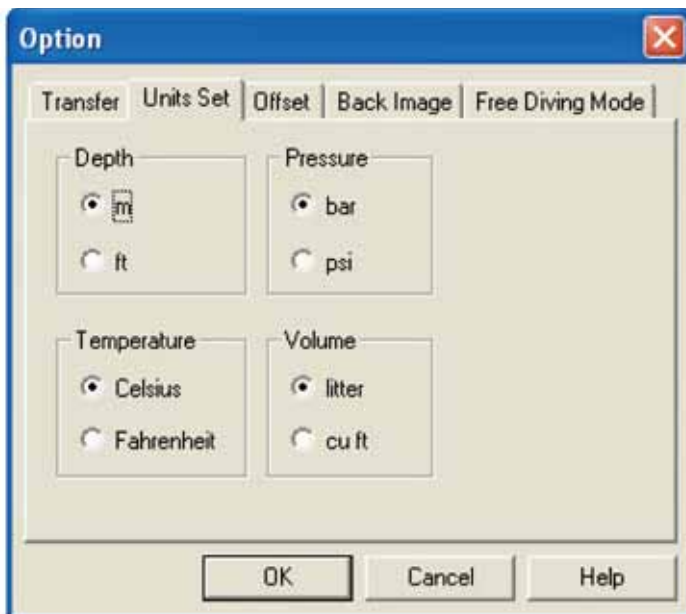 Option
Transfer Units Set Offset Back Image Free Diving Mode
Depth Pressure
m bar
ft psi
Temperature Volume
Celsius litter
Fahrenheit cu ft
OK Cancel Help